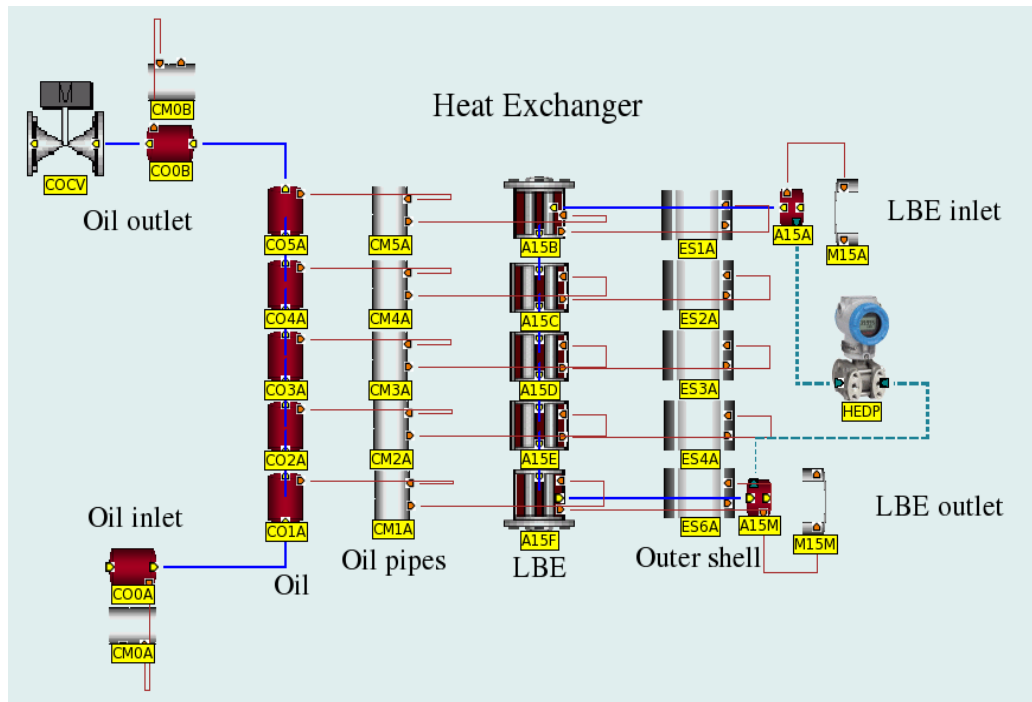 M
CM0B
Heat Exchanger
COCV
CO0B
Oil outlet
CO5A
CM5A
A15B
ES1A
A15A
M15A
LBE inlet
CO4A
CM4A
A15C
ES2A
CO3A
CM3A
A15D
ES3A
HEDP
CO2A
CM2A
A15E
ES4A
Oil inlet
CO1A
CM1A
A15F
ES6A
A15M
M15M
LBE outlet
Oil
Oil pipes
LBE
Outer shell
CO0A
CM0A